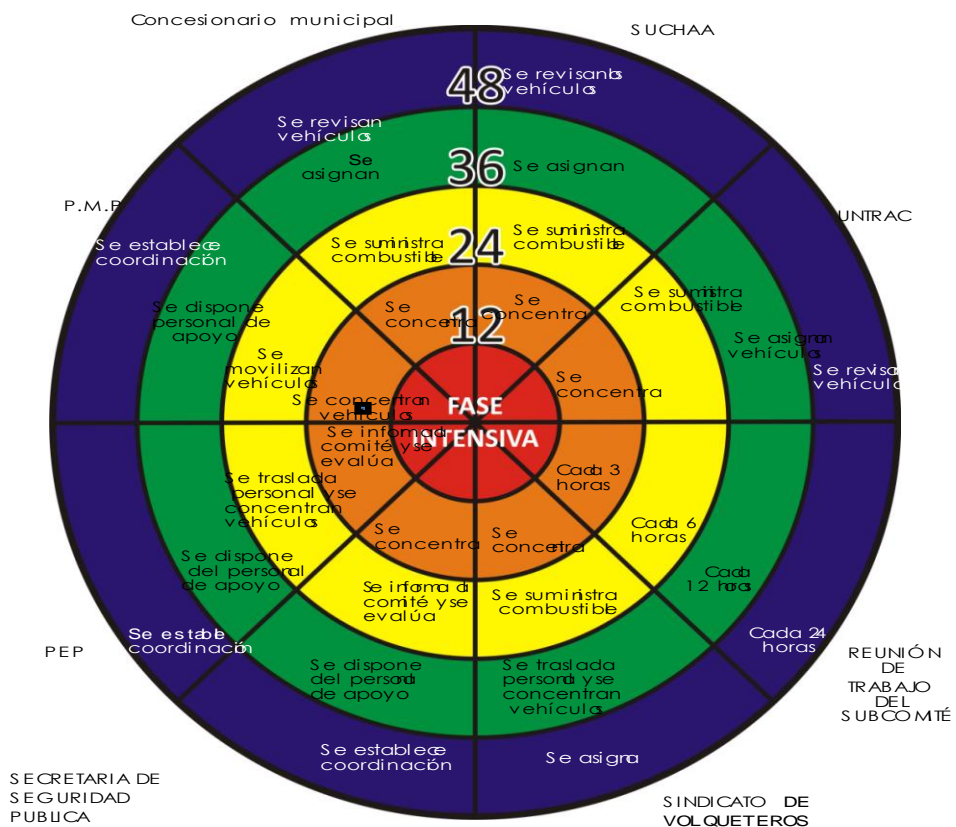 Concesionario municipal
SUCHAA
48
Se revisan los
vehículos
Se revisan
vehículos
Se
asignan
36
Se asignan
P.M.P
UNTRAC
Se establece
coordinación
Se suministra
combustible
24
Se suministra
combustible
Se dispone
personal de
apoyo
Se suministra
combustible
Se
concentra
12
Se
concentra
Se asignan
vehículos
Se
movilizan
vehículos
Se revisan
vehículo
Se
concentra
Se concentran
vehículos
FASE
INTENSIVA
Se informa al
comité y se
evalúa
Se traslada
personal y se
concentran
vehículos
Cada 3
horas
Se
concentra
Se
concentra
Cada 6
horas
Se dispone
del personal
de apoyo
Cada
12 horas
Se informa al
comité y se
evalúa
Se suministra
combustible
PEP
Se estable
coordinación
Cada 24
horas
REUNIÓN
DE
TRABAJO
DEL
SUBCOMITÉ
Se dispone
del personal
de apoyo
Se traslada
personal y se
concentran
vehículos
Se establece
coordinación
Se asigna
SECRETARIA DE
SEGURIDAD
PUBLICA
SINDICATO DE
VOLQUETEROS